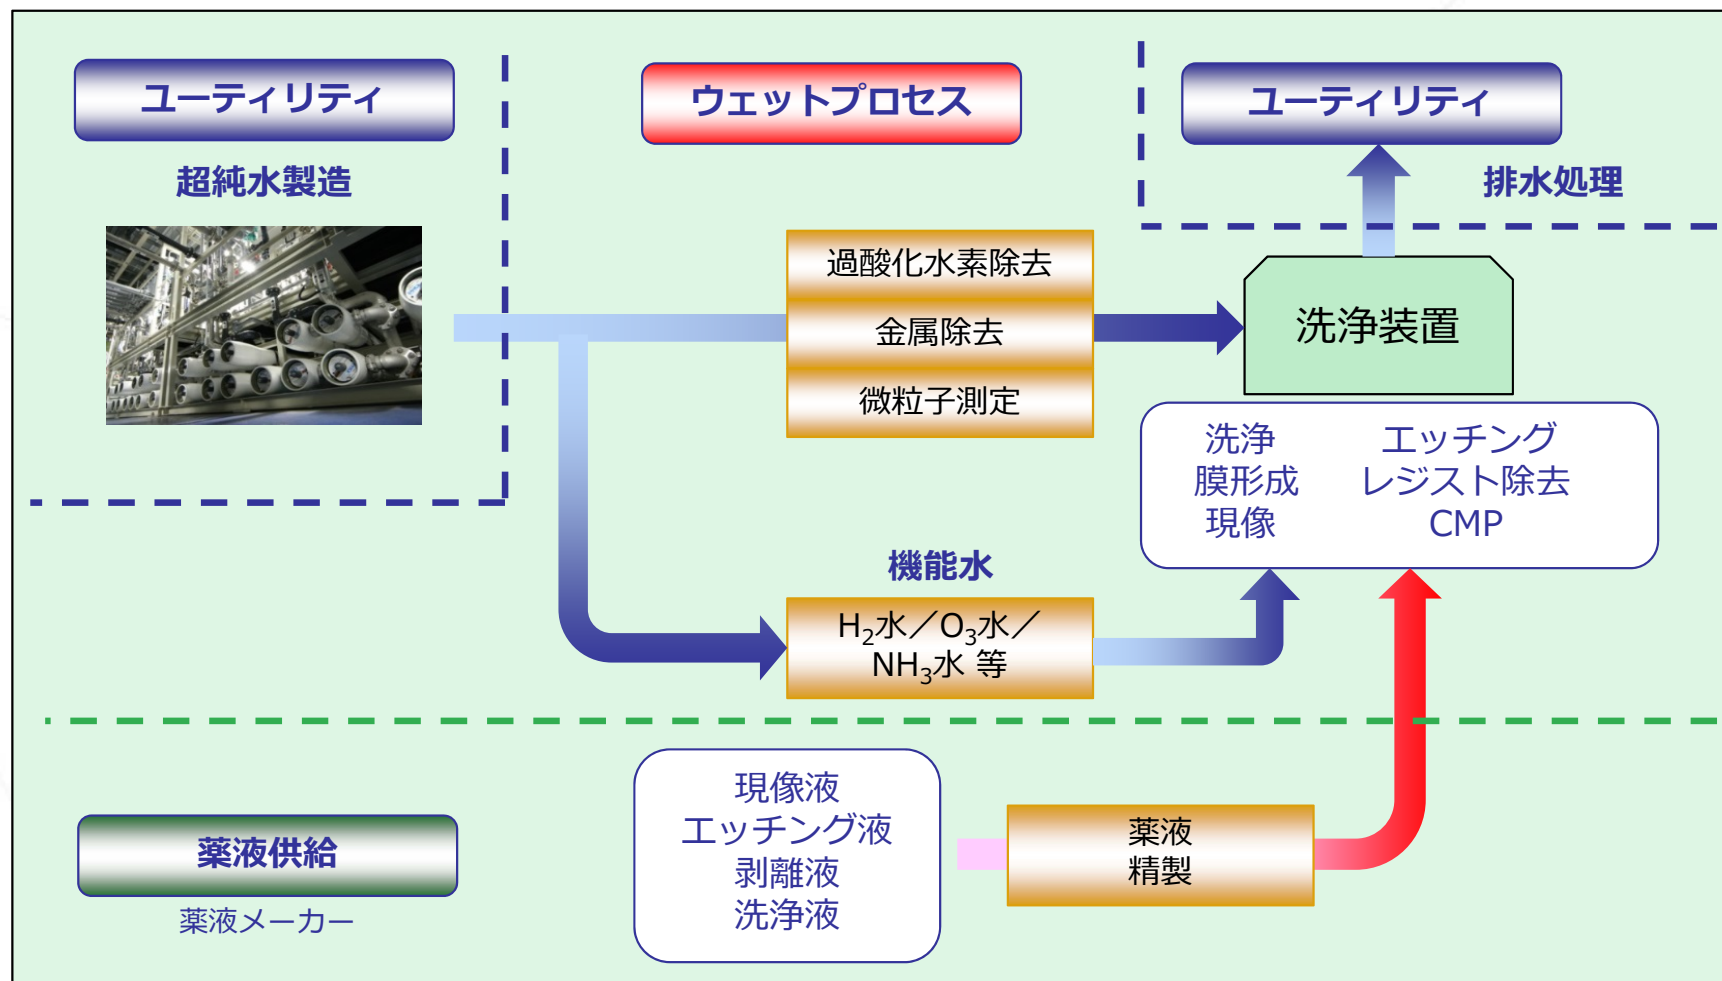 ユーティリティ
超純水製造
ウェットプロセス
ユーティリティ
排水処理
過酸化水素除去
金属除去
微粒子測定
洗浄装置
洗浄
膜形成
現像
エッチング
レジスト除去
CMP
機能水
H₂水／O₃水／
NH₃水 等
薬液供給
薬液メーカー
現像液
エッチング液
剥離液
洗浄液
薬液
精製